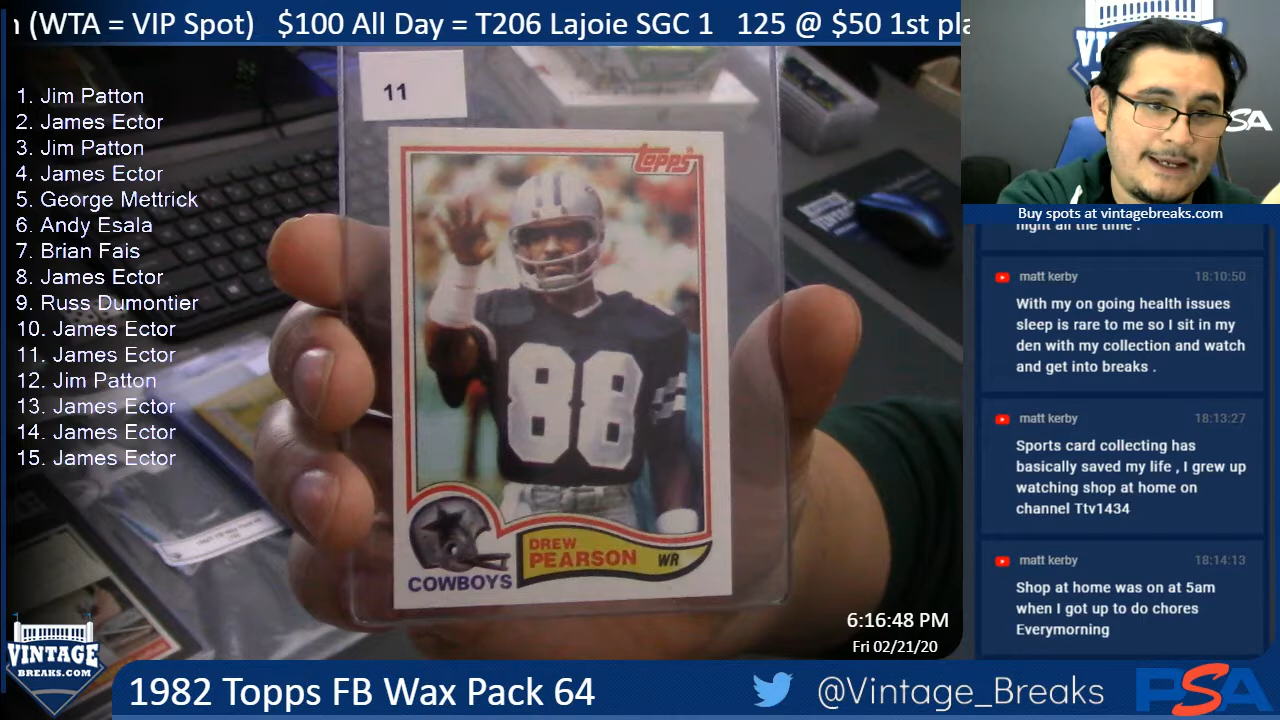 (WTA = VIP Spot) $100 All Day = T206 Lajoie SGC 1 125 @ $50 1st
1. Jim Patton
2. James Ector
3. Jim Patton
4. James Ector
5. George Mettrick
6. Andy Esala
7. Brian Fais
8. James Ector
9. Russ Dumontier
10. James Ector
11. James Ector
12. Jim Patton
13. James Ector
14. James Ector
15. James Ector
11
Topps
88
COWBOYS
DREW
PEARSON WR
6:16:48 PM
Fri 02/21/20
VINTAGE
BREAKS.COM
1982 Topps FB Wax Pack 64
@Vintage_Breaks
PSA
Buy spots at vintagebreaks.com
night all the time .
matt kerby 18:10:50
With my on going health issues
sleep is rare to me so I sit in my
den with my collection and watch
and get into breaks .
matt kerby 18:13:27
Sports card collecting has
basically saved my life , I grew up
watching shop at home on
channel Ttv1434
matt kerby 18:14:13
Shop at home was on at 5am
when I got up to do chores
Everymorning